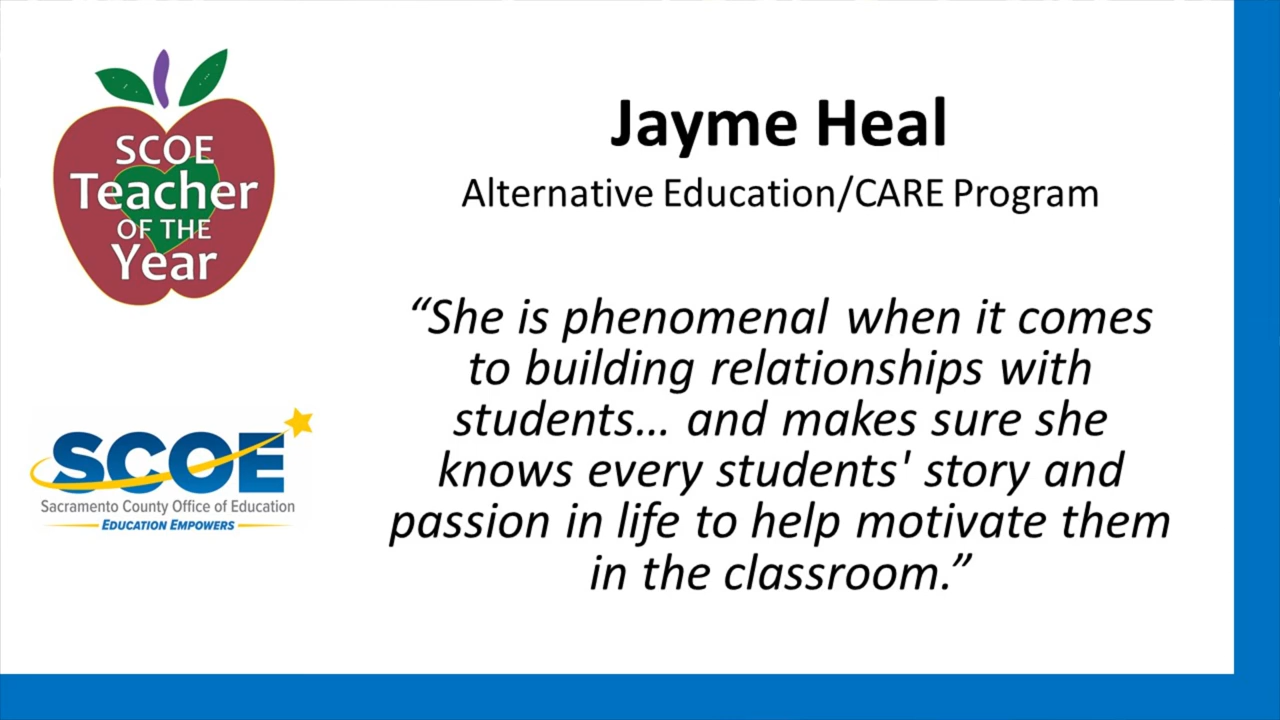 SCOE
Teacher
OF THE
Year
Jayme Heal
Alternative Education/CARE Program
“She is phenomenal when it comes
to building relationships with
students… and makes sure she
knows every students' story and
passion in life to help motivate them
in the classroom.”
SCOE
Sacramento County Office of Education
EDUCATION EMPOWERS